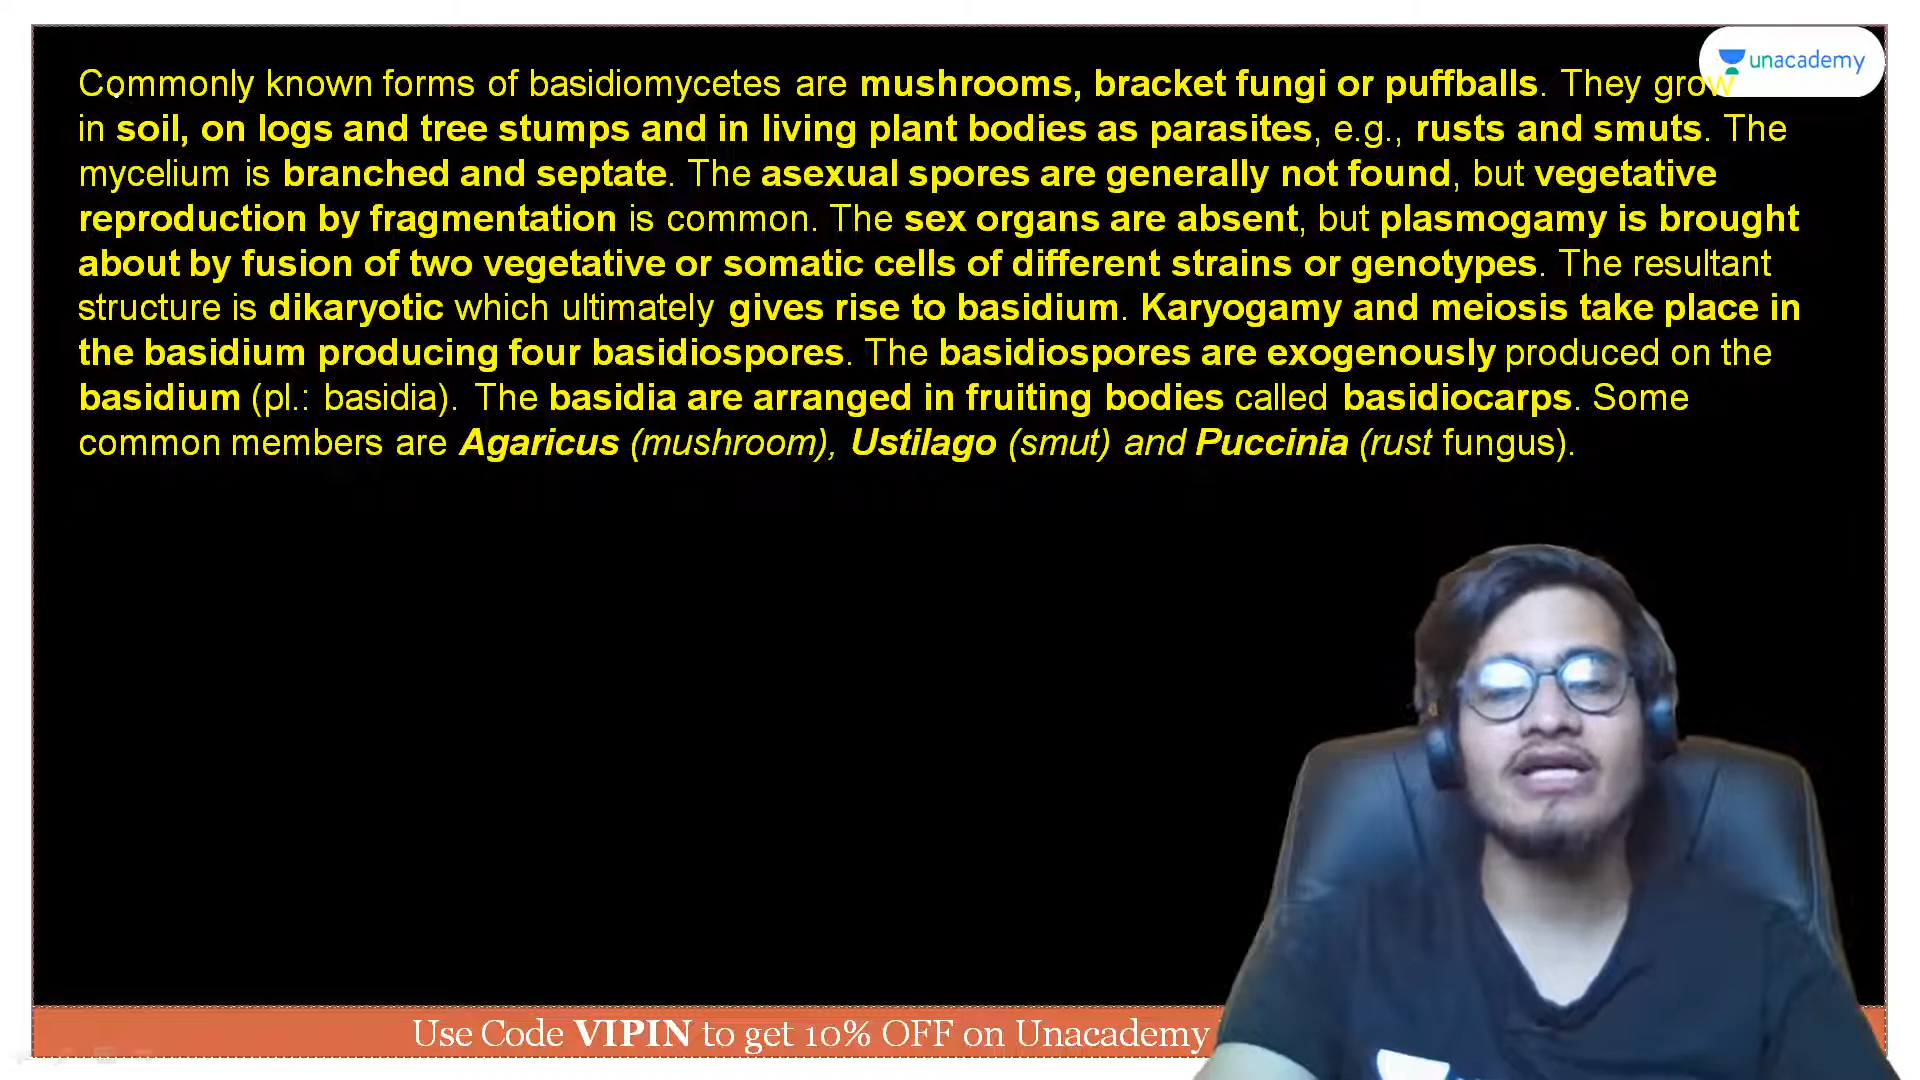 unacademy
Commonly known forms of basidiomycetes are mushrooms, bracket fungi or puffballs. They grow
in soil, on logs and tree stumps and in living plant bodies as parasites, e.g., rusts and smuts. The
mycelium is branched and septate. The asexual spores are generally not found, but vegetative
reproduction by fragmentation is common. The sex organs are absent, but plasmogamy is brought
about by fusion of two vegetative or somatic cells of different strains or genotypes. The resultant
structure is dikaryotic which ultimately gives rise to basidium. Karyogamy and meiosis take place in
the basidium producing four basidiospores. The basidiospores are exogenously produced on the
basidium (pl.: basidia). The basidia are arranged in fruiting bodies called basidiocarps. Some
common members are Agaricus (mushroom), Ustilago (smut) and Puccinia (rust fungus).
Use Code VIPIN to get 10% OFF on Unacademy